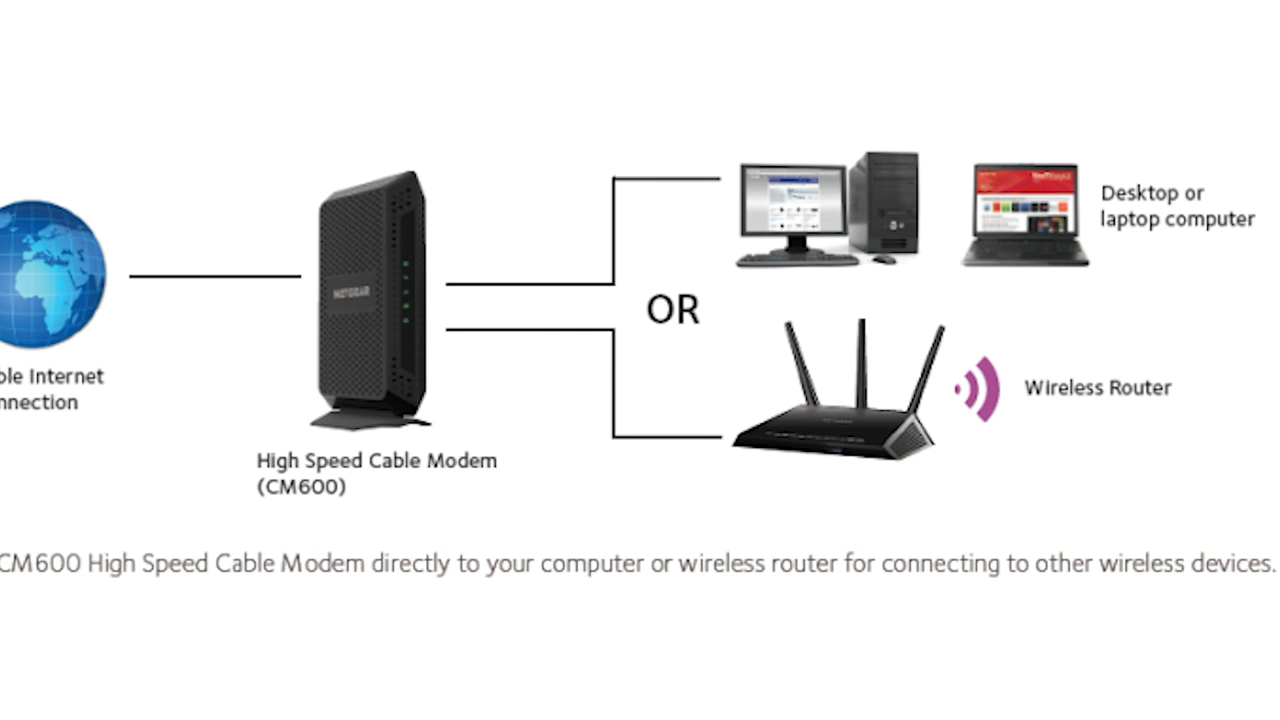 Desktop or
laptop computer
NETGEAR
OR
ble Internet
nnection
Wireless Router
High Speed Cable Modem
(CM600)
CM600 High Speed Cable Modem directly to your computer or wireless router for connecting to other wireless devices.